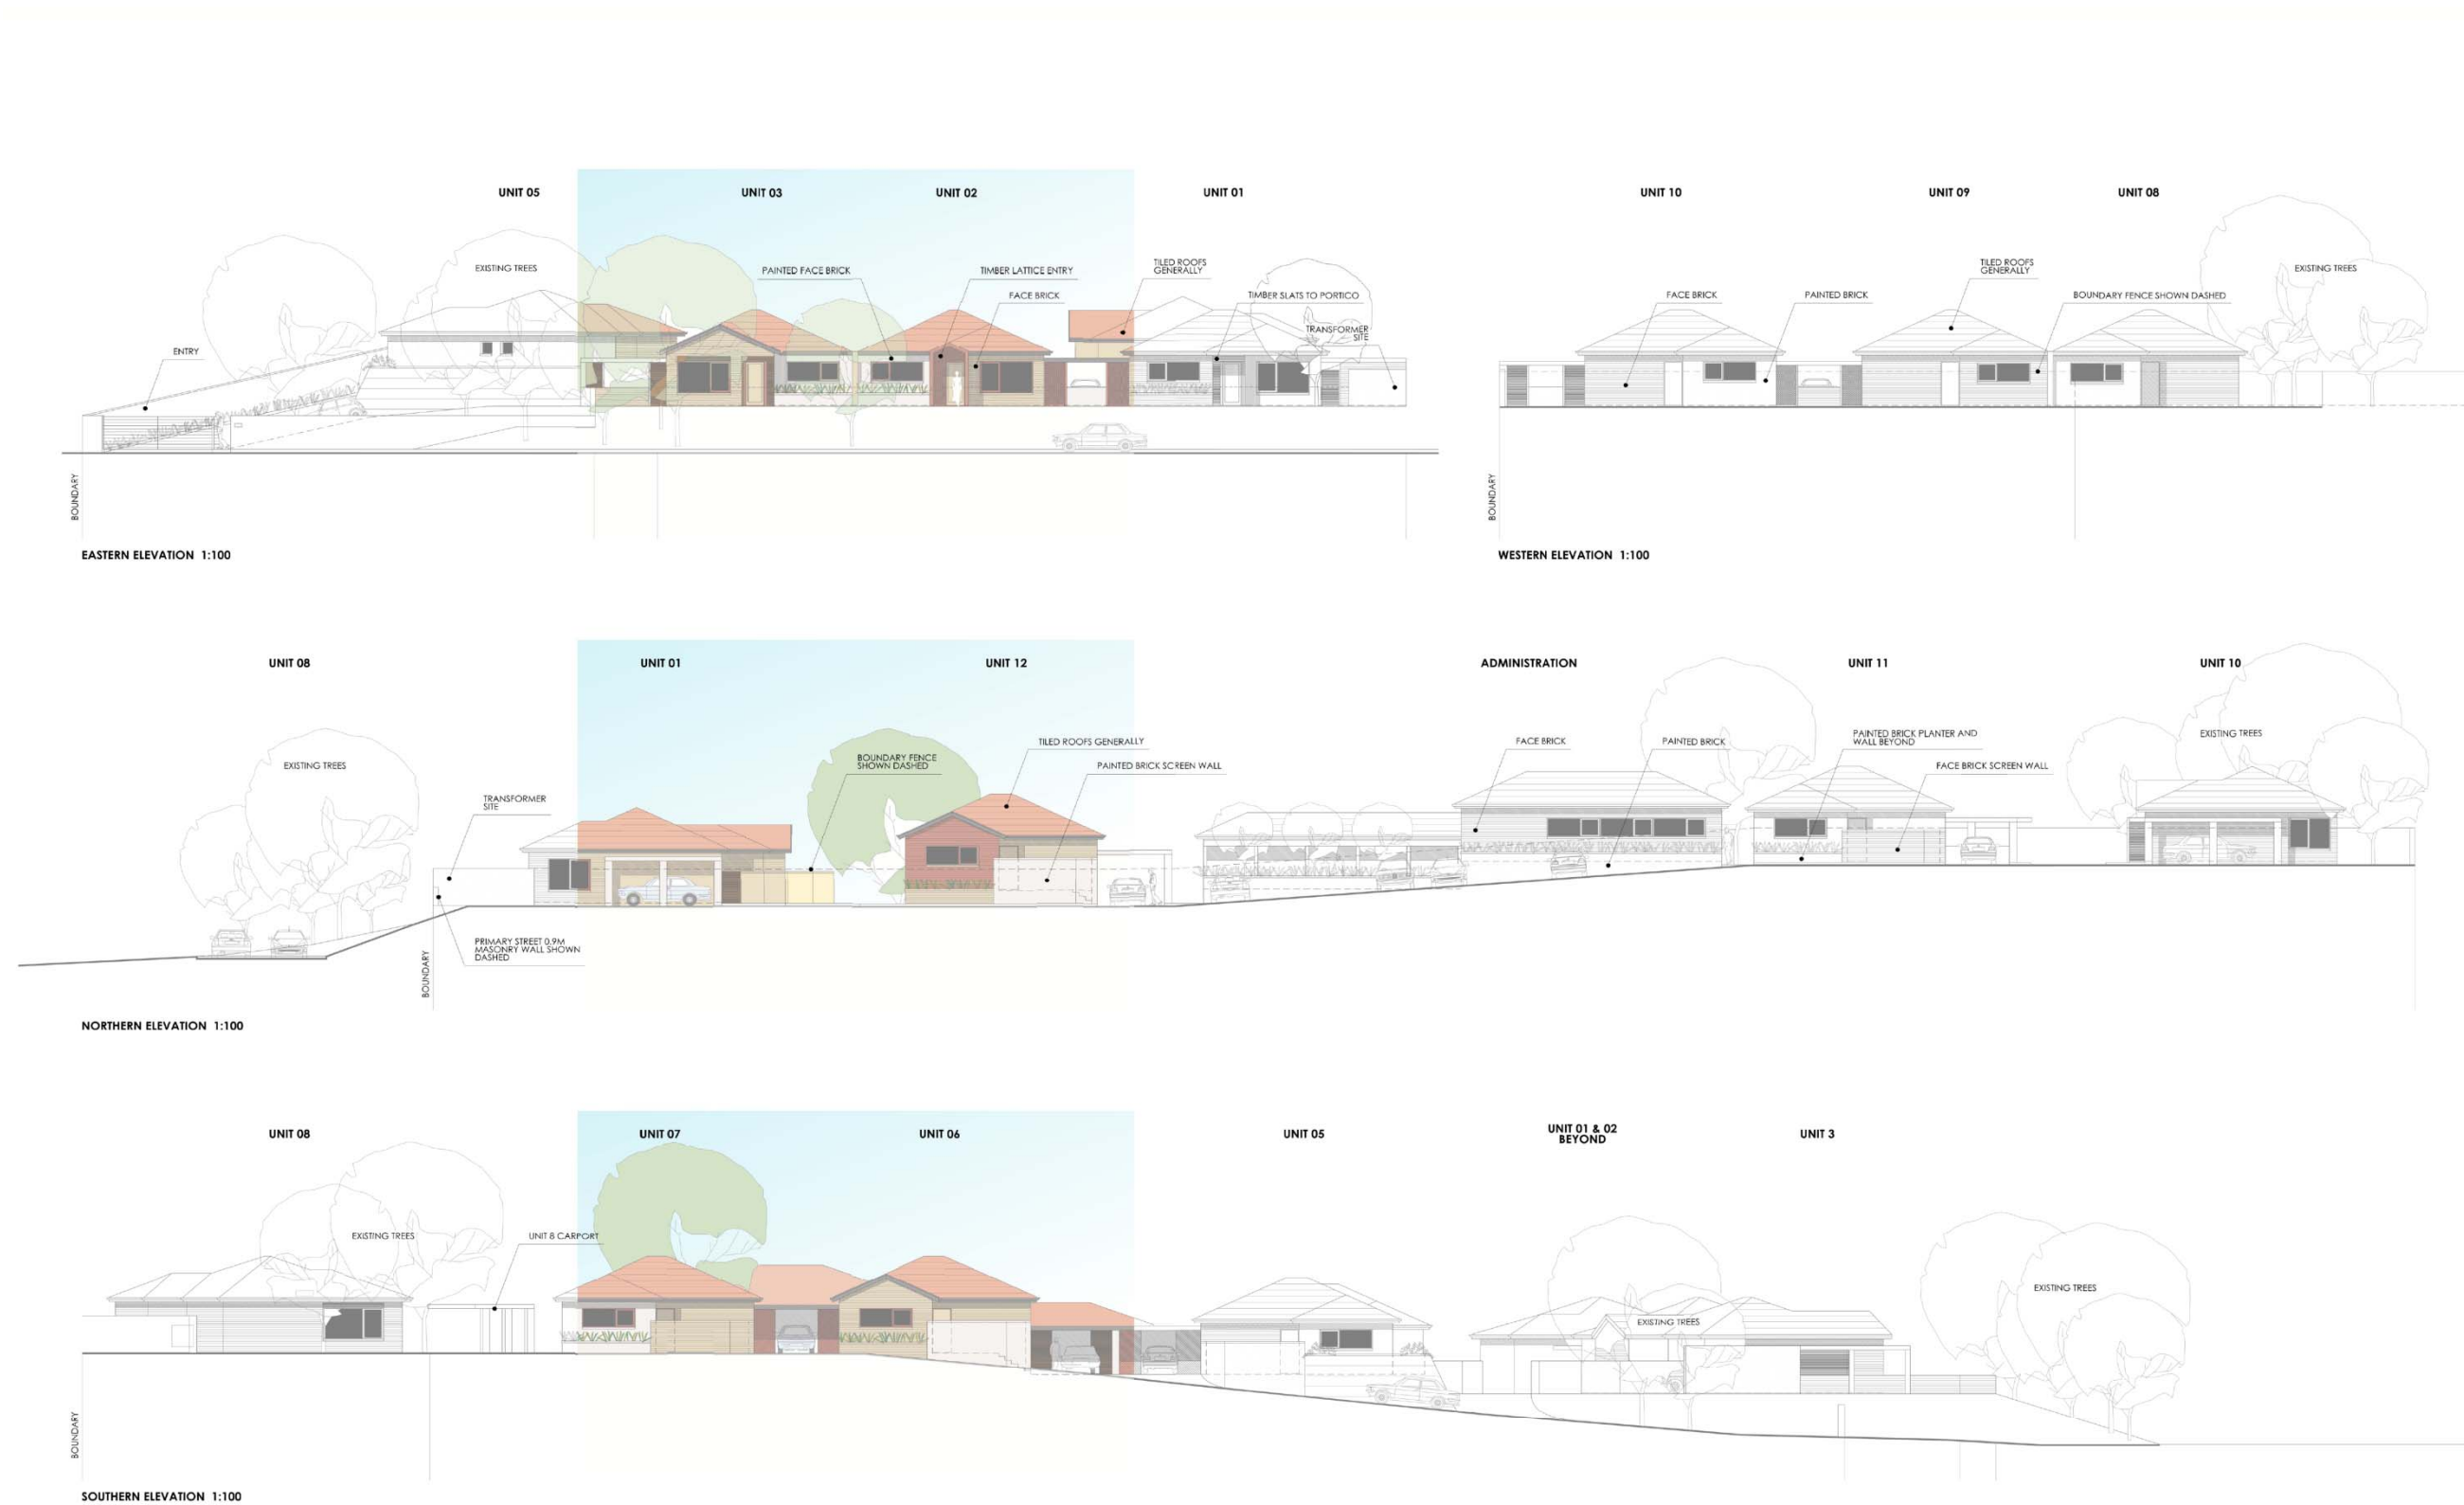 UNIT 05
UNIT 03
UNIT 02
UNIT 01
EXISTING TREES
PAINTED FACE BRICK
TIMBER LATTICE ENTRY
TILED ROOFS
GENERALLY
FACE BRICK
TIMBER SLATS TO PORTICO
TRANSFORMER
SITE
ENTRY
BOUNDARY
EASTERN ELEVATION 1:100
UNIT 10
UNIT 09
UNIT 08
TILED ROOFS
GENERALLY
EXISTING TREES
FACE BRICK
PAINTED BRICK
BOUNDARY FENCE SHOWN DASHED
BOUNDARY
WESTERN ELEVATION 1:100
UNIT 08
UNIT 01
UNIT 12
ADMINISTRATION
UNIT 11
UNIT 10
EXISTING TREES
TRANSFORMER
SITE
BOUNDARY FENCE
SHOWN DASHED
TILED ROOFS GENERALLY
PAINTED BRICK SCREEN WALL
FACE BRICK
PAINTED BRICK
PAINTED BRICK PLANTER AND
WALL BEYOND
FACE BRICK SCREEN WALL
EXISTING TREES
PRIMARY STREET 0.9M
MASONRY WALL SHOWN
DASHED
BOUNDARY
NORTHERN ELEVATION 1:100
UNIT 08
UNIT 07
UNIT 06
UNIT 05
UNIT 01 & 02
BEYOND
UNIT 3
EXISTING TREES
UNIT 8 CARPORT
EXISTING TREES
EXISTING TREES
BOUNDARY
SOUTHERN ELEVATION 1:100